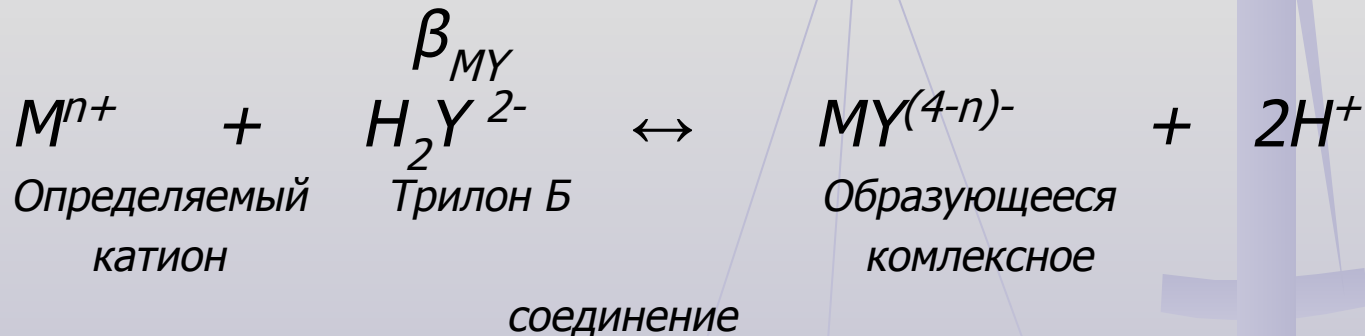 β_MY
M^n+ + H_2Y ^2- ↔ MY^(4-n)- + 2H^+
Определяемый Трилон Б Образующееся
катион комлексное
соединение